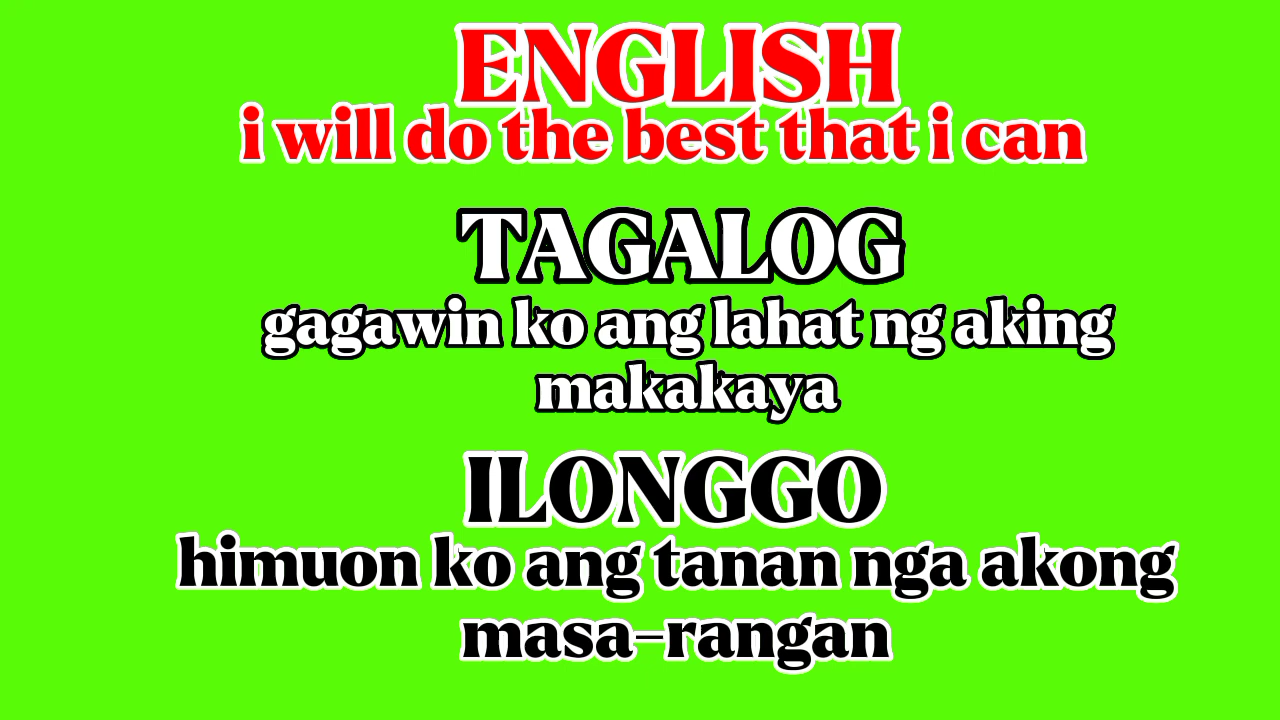 ENGLISH
i will do the best that i can
TAGALOG
gagawin ko ang lahat ng aking
makakaya
ILONGGO
himuon ko ang tanan nga akong
masa-rangan